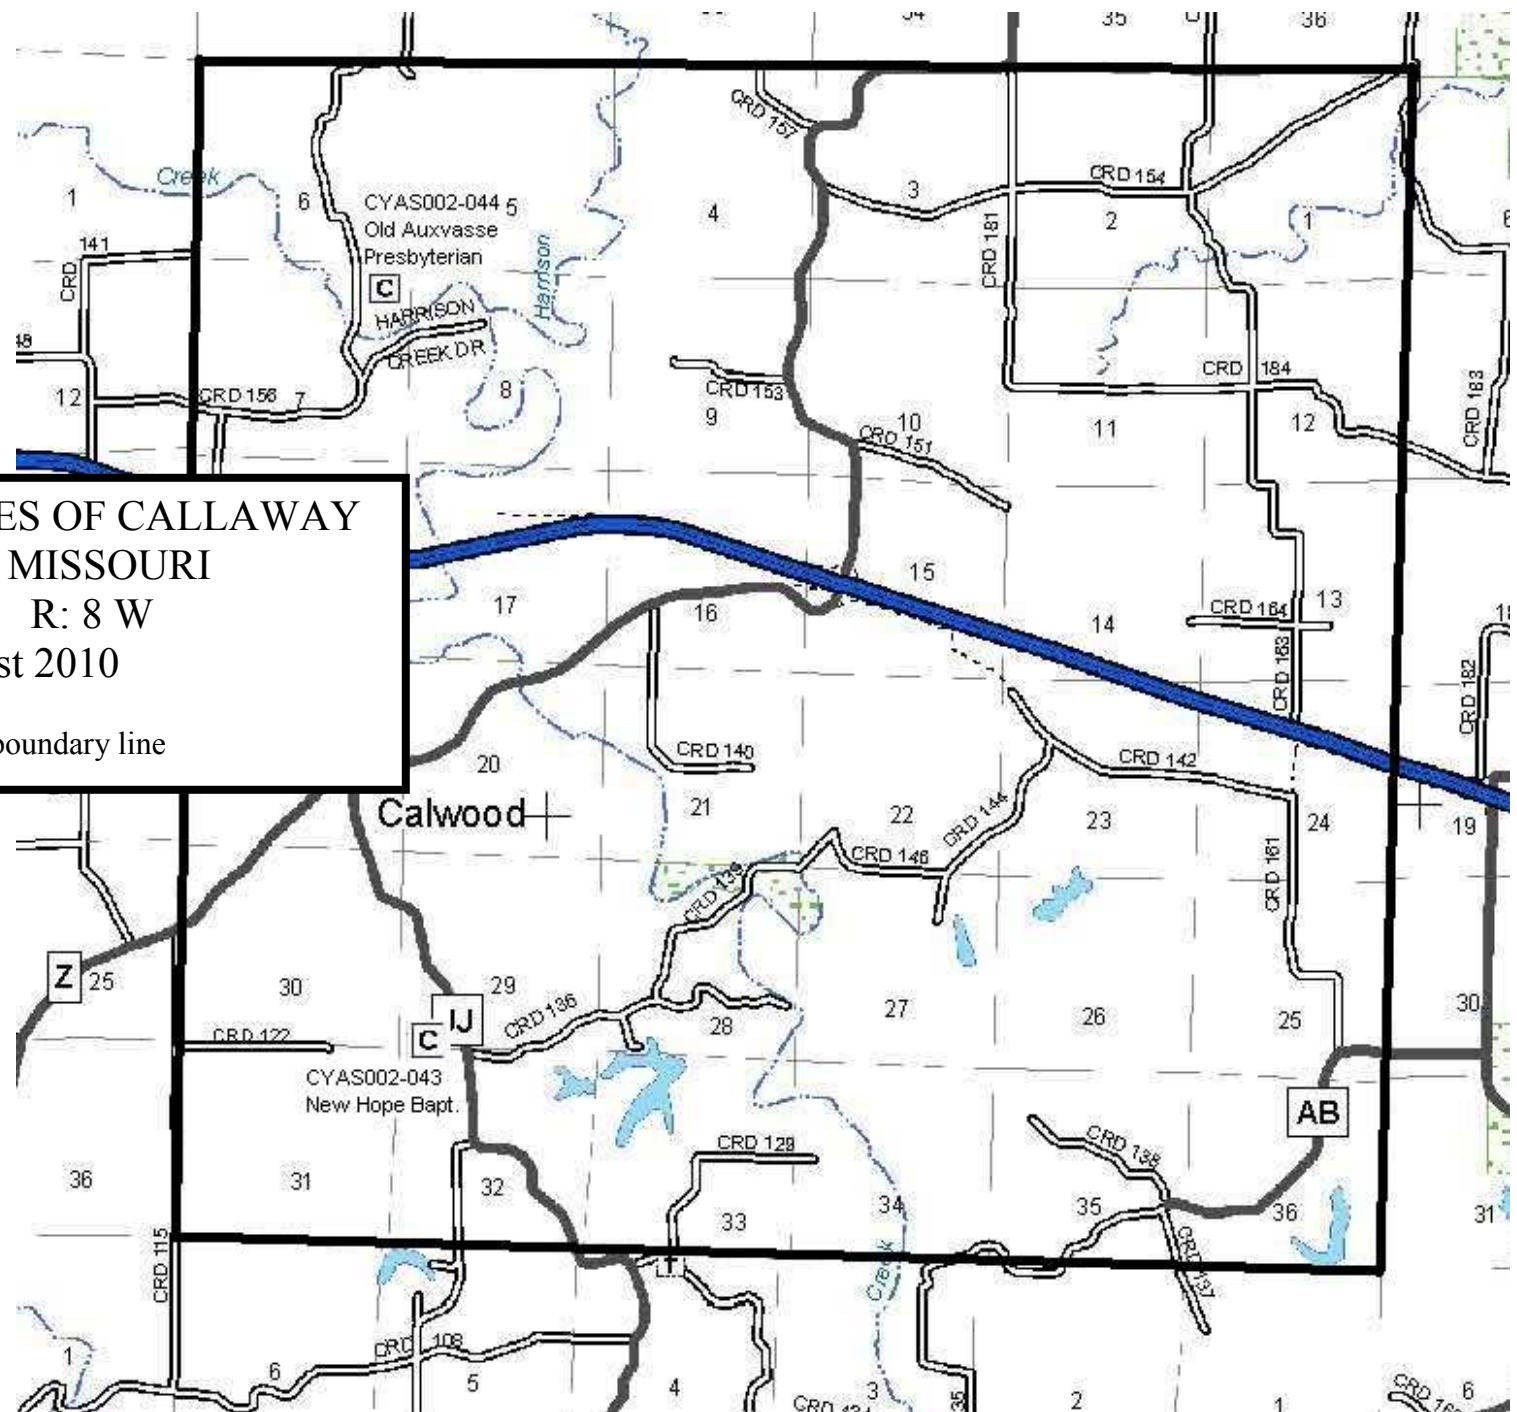 34
35
36
CRD 157
Creek
1
6
CYAS002-044
5
Old Auxvasse
Presbyterian
C
4
3
CRD 154
2
1
6
141
CRD
Harrison
CRD 181
HARRISON
CREEK DR
CRD 184
CRD 183
12
CRD 156
7
8
CRD 153
9
10
CRD 151
11
12
ES OF CALLAWAY
MISSOURI
R: 8 W
st 2010
boundary line
17
16
15
14
CRD 164
13
CRD 163
CRD 182
20
CRD 140
CRD 142
Calwood
21
22
CRD 144
23
24
19
CRD 139
CRD 146
CRD 161
Z
25
30
29
CRD 136
28
27
26
25
30
CRD 122
C
CYAS002-043
New Hope Bapt.
AB
CRD 129
CRD 138
36
31
32
33
34
35
36
31
CRD 115
Creek
CRD 137
1
6
CRD 108
5
4
3
2
1
6